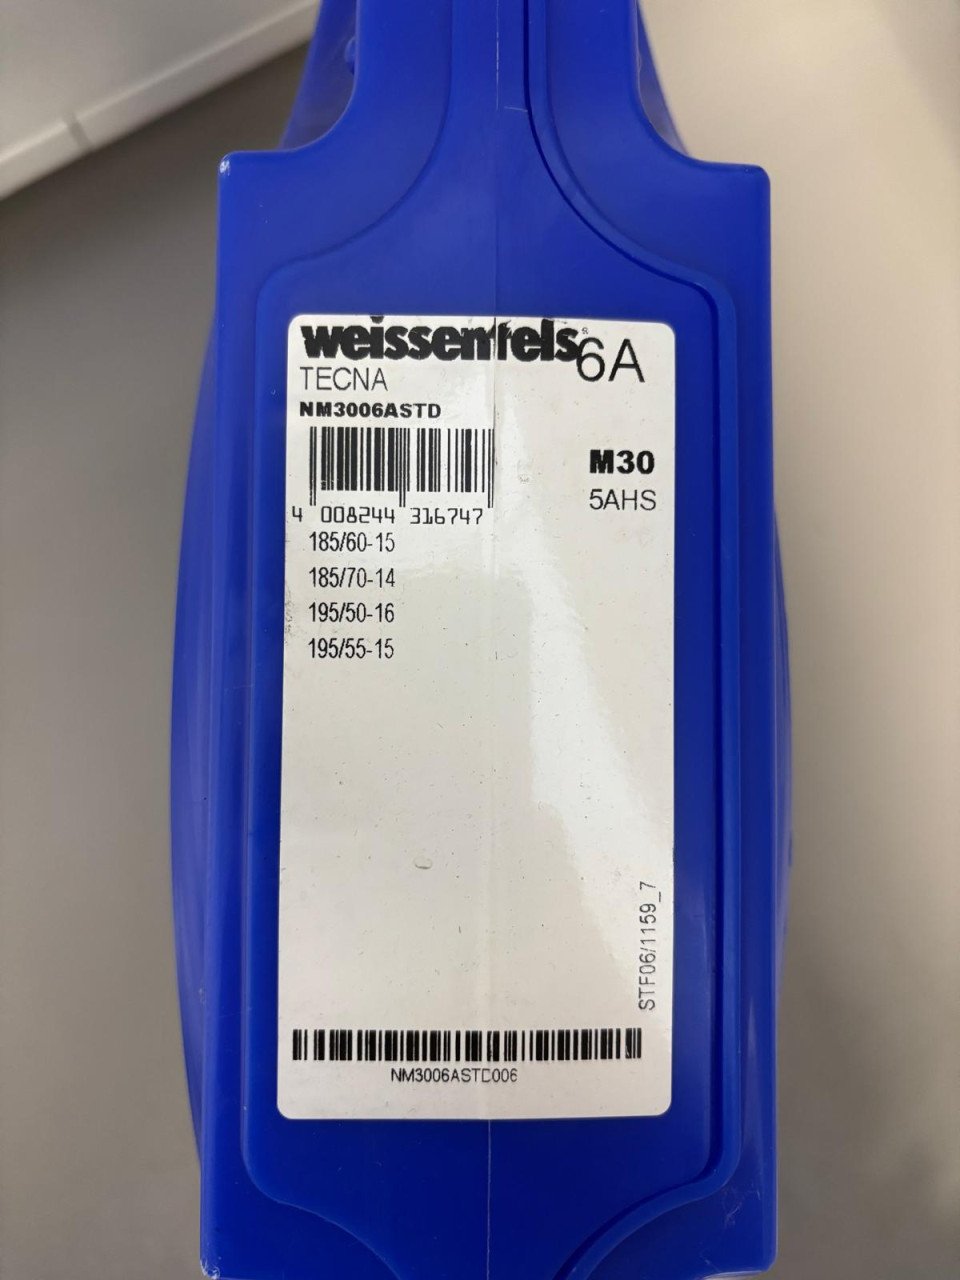 weissenfels®
6A
TECNA
NM3006ASTD
M30
5AHS
4 008244 316747
185/60-15
185/70-14
195/50-16
195/55-15
STF06/1159_7
NM3006ASTD006